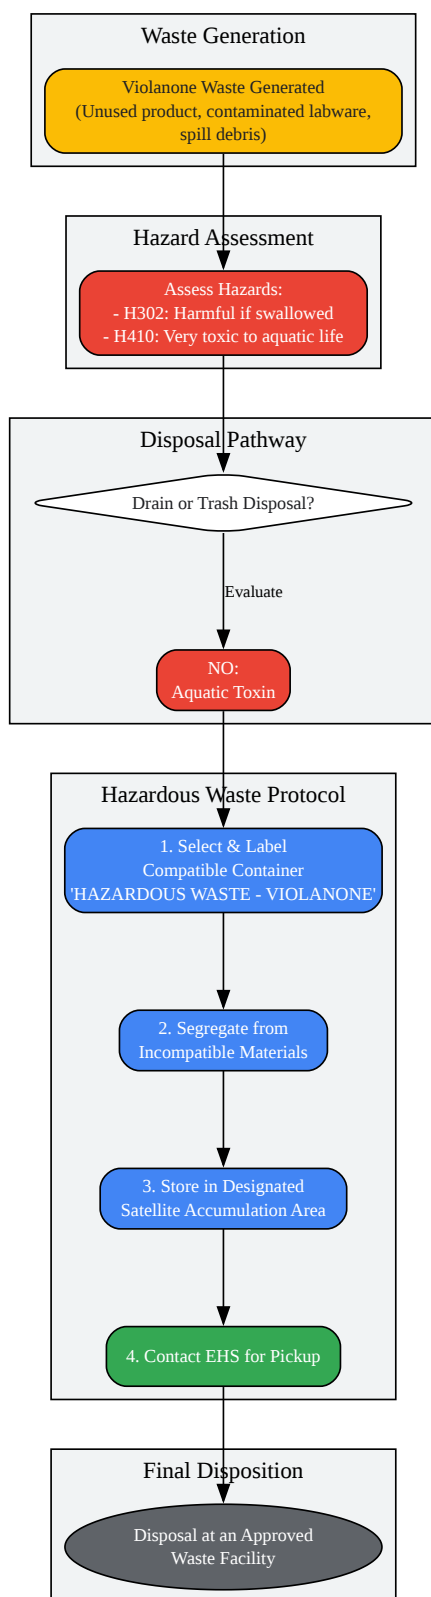 Waste Generation
Violanone Waste Generated
(Unused product, contaminated labware,
spill debris)
Hazard Assessment
Assess Hazards:
- H302: Harmful if swallowed
- H410: Very toxic to aquatic life
Disposal Pathway
Drain or Trash Disposal?
Evaluate
NO:
Aquatic Toxin
Hazardous Waste Protocol
1. Select & Label
Compatible Container
'HAZARDOUS WASTE - VIOLANONE'
2. Segregate from
Incompatible Materials
3. Store in Designated
Satellite Accumulation Area
4. Contact EHS for Pickup
Final Disposition
Disposal at an Approved
Waste Facility